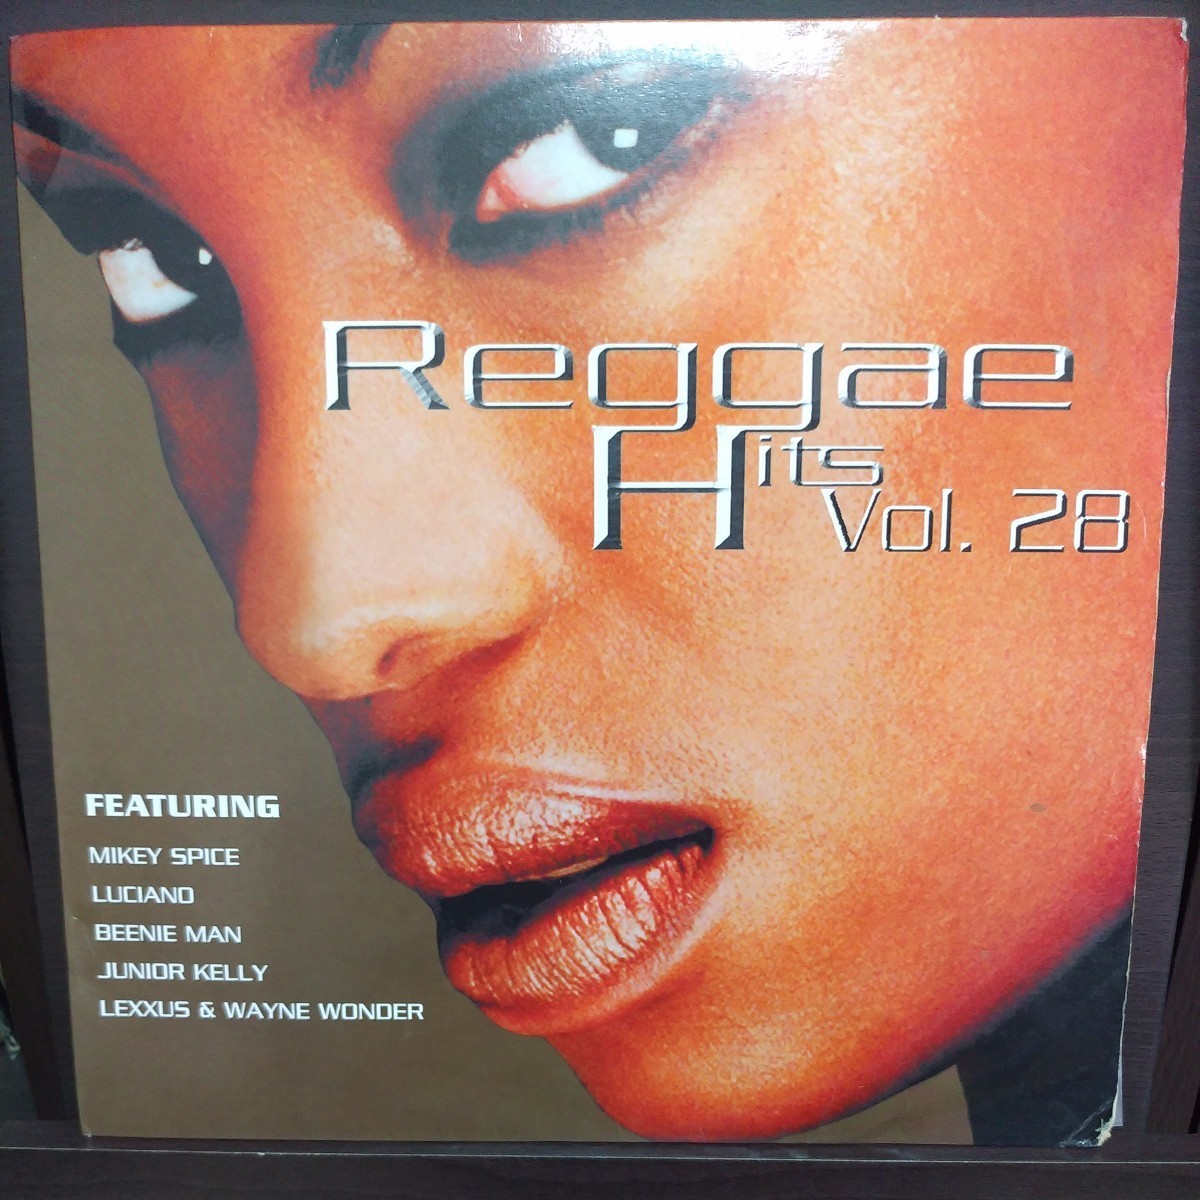 Reggae
Hits
Vol. 28
FEATURING
MIKEY SPICE
LUCIANO
BEENIE MAN
JUNIOR KELLY
LEXXUS & WAYNE WONDER